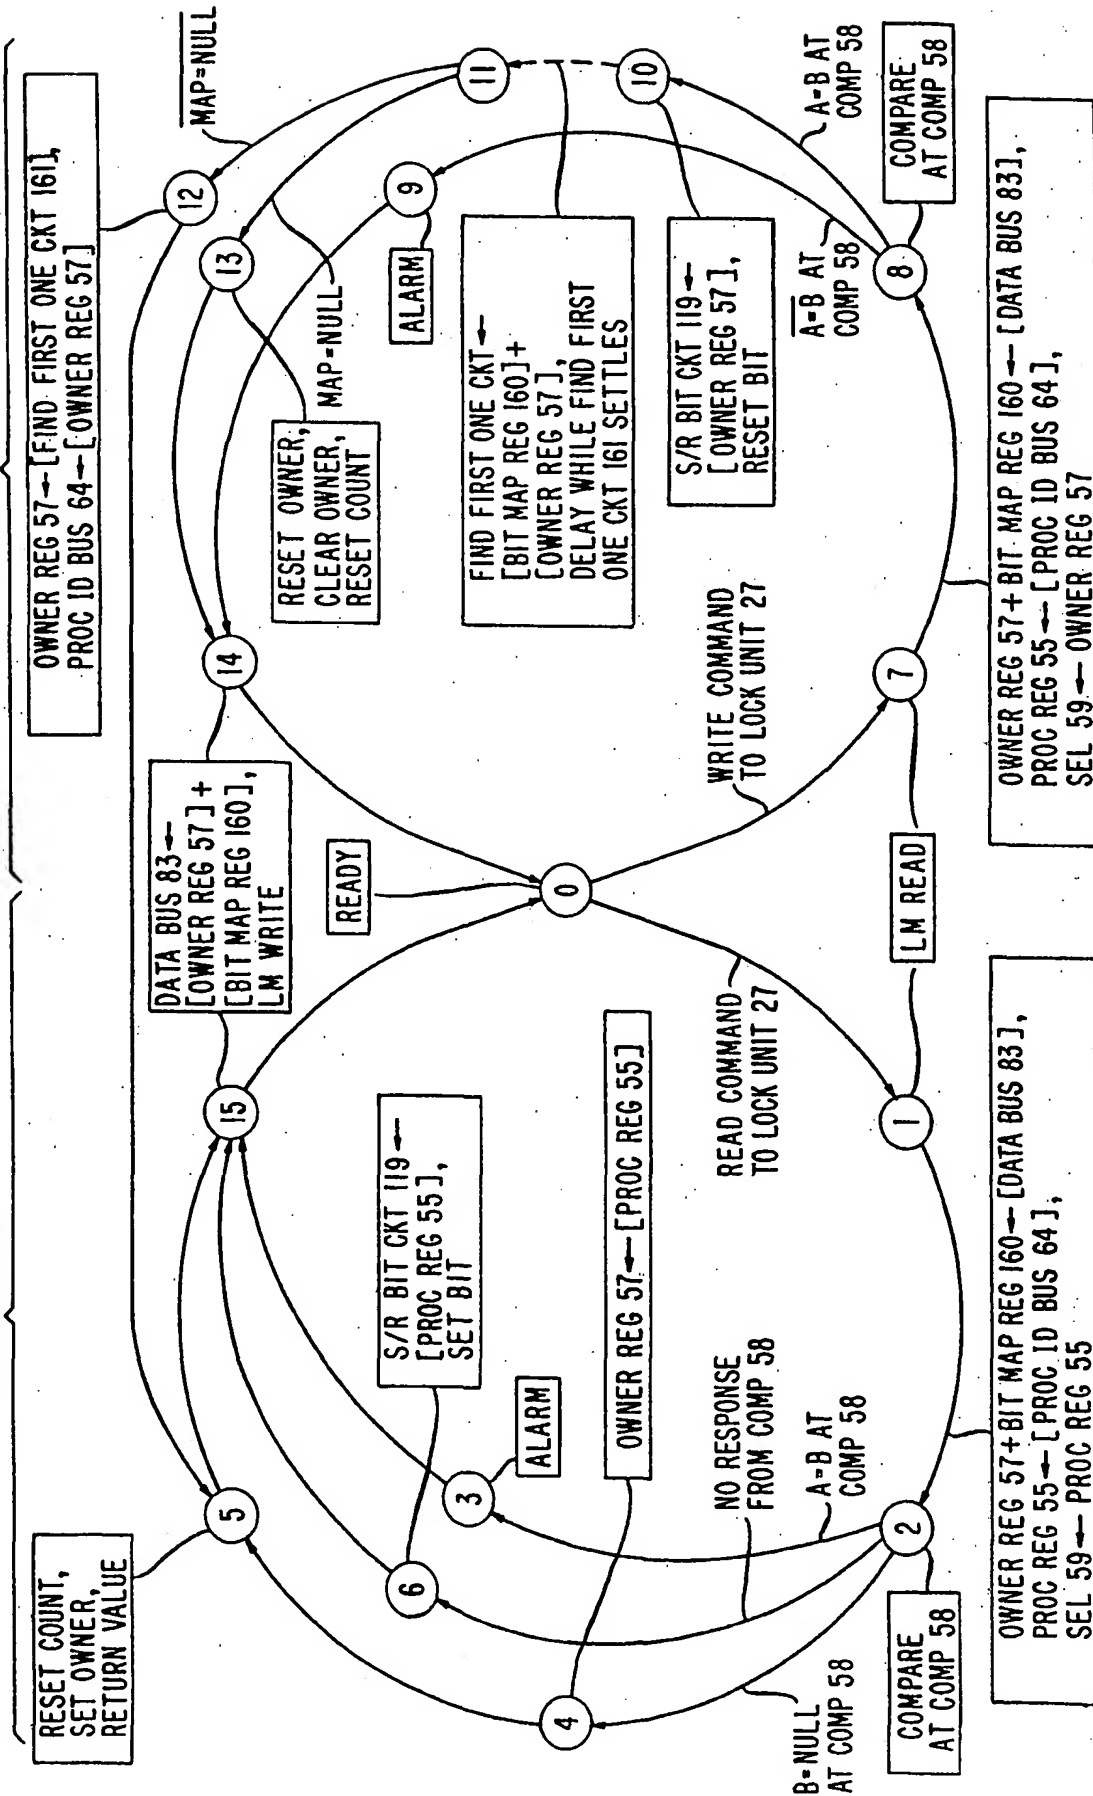 RESET COUNT,
SET OWNER,
RETURN VALUE
5
15
DATA BUS 83←
[OWNER REG 57]+
[BIT MAP REG 160],
LM WRITE
14
OWNER REG 57←[FIND FIRST ONE CKT 161],
PROC ID BUS 64←[OWNER REG 57]
12
M̅A̅P̅=̅N̅U̅L̅L̅
13
RESET OWNER,
CLEAR OWNER,
RESET COUNT
MAP=NULL
9
ALARM
11
6
S/R BIT CKT 119←
[PROC REG 55],
SET BIT
3
ALARM
READY
0
FIND FIRST ONE CKT←
[BIT MAP REG 160]+
[OWNER REG 57],
DELAY WHILE FIND FIRST
ONE CKT 161 SETTLES
10
S/R BIT CKT 119←
[OWNER REG 57],
RESET BIT
4
OWNER REG 57←[PROC REG 55]
B=NULL
AT COMP 58
NO RESPONSE
FROM COMP 58
A=B AT
COMP 58
READ COMMAND
TO LOCK UNIT 27
WRITE COMMAND
TO LOCK UNIT 27
A̅=̅B̅ AT
COMP 58
A=B AT
COMP 58
COMPARE
AT COMP 58
2
1
LM READ
7
8
COMPARE
AT COMP 58
OWNER REG 57+BIT MAP REG 160←[DATA BUS 83],
PROC REG 55←[PROC ID BUS 64],
SEL 59←PROC REG 55
OWNER REG 57+BIT MAP REG 160←[DATA BUS 83],
PROC REG 55←[PROC ID BUS 64],
SEL 59←OWNER REG 57